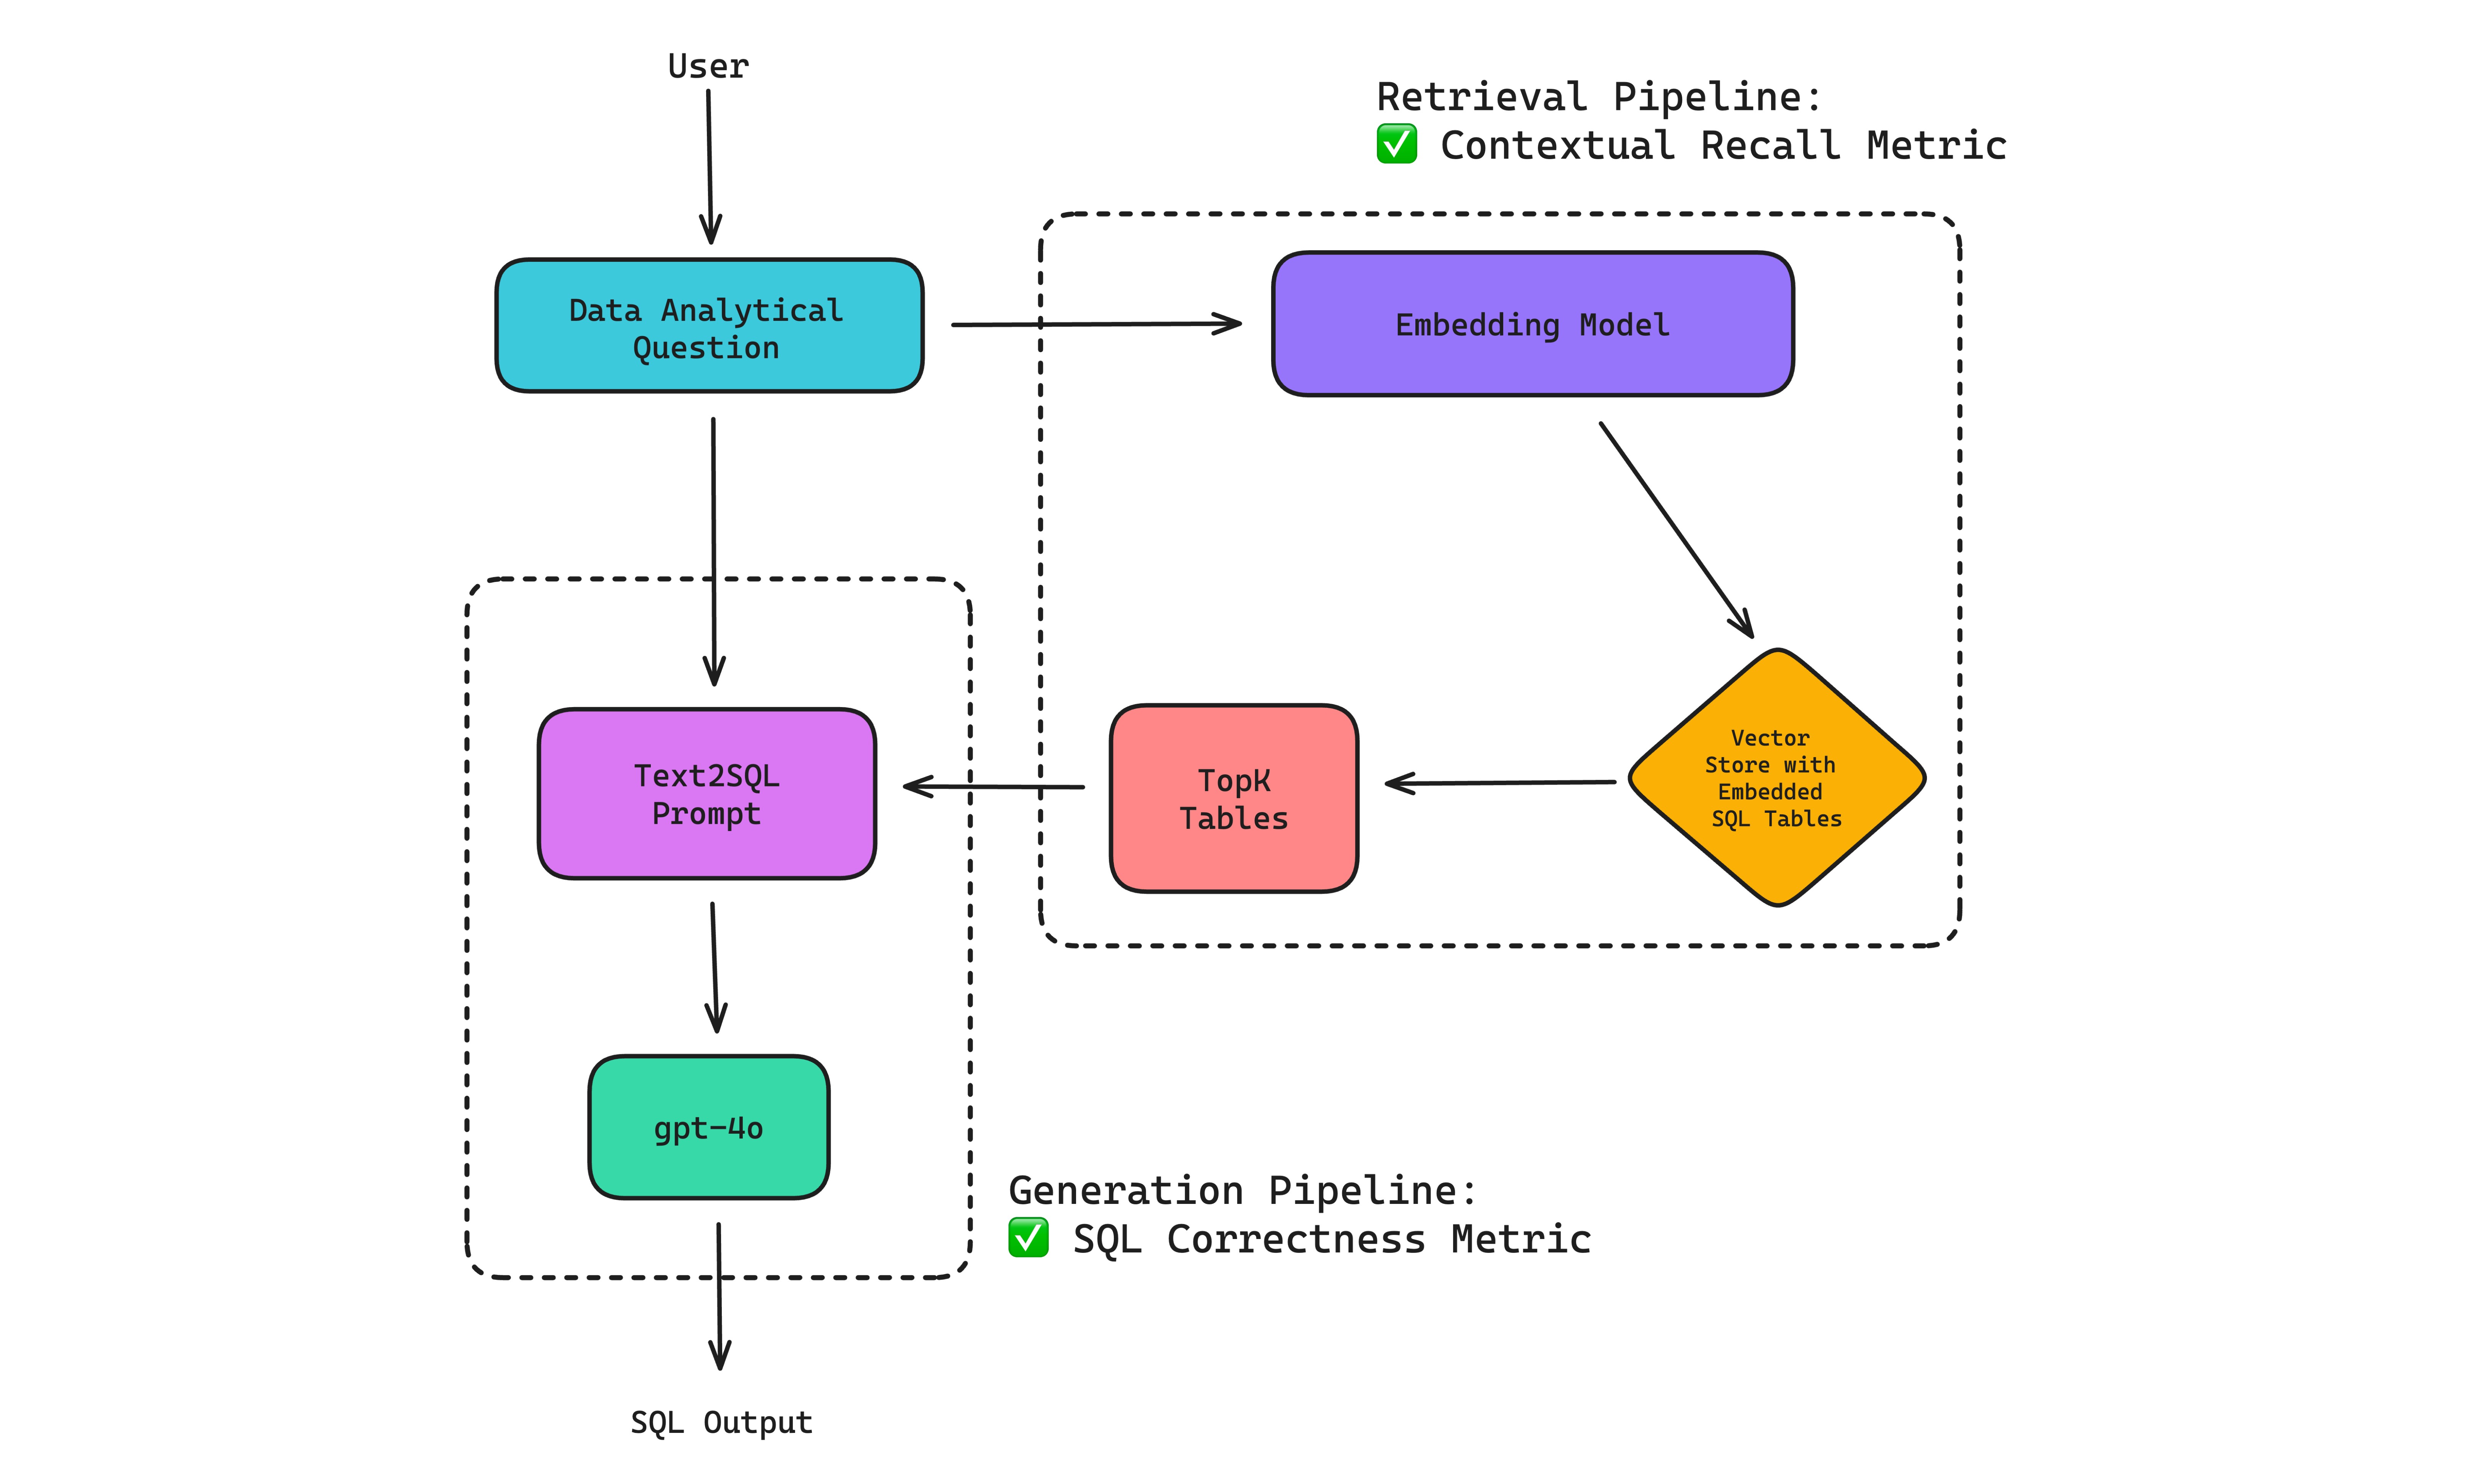 User
Retrieval Pipeline:
✅ Contextual Recall Metric
Data Analytical
Question
Embedding Model
Text2SQL
Prompt
TopK
Tables
Vector
Store with
Embedded
SQL Tables
gpt-4o
Generation Pipeline:
✅ SQL Correctness Metric
SQL Output